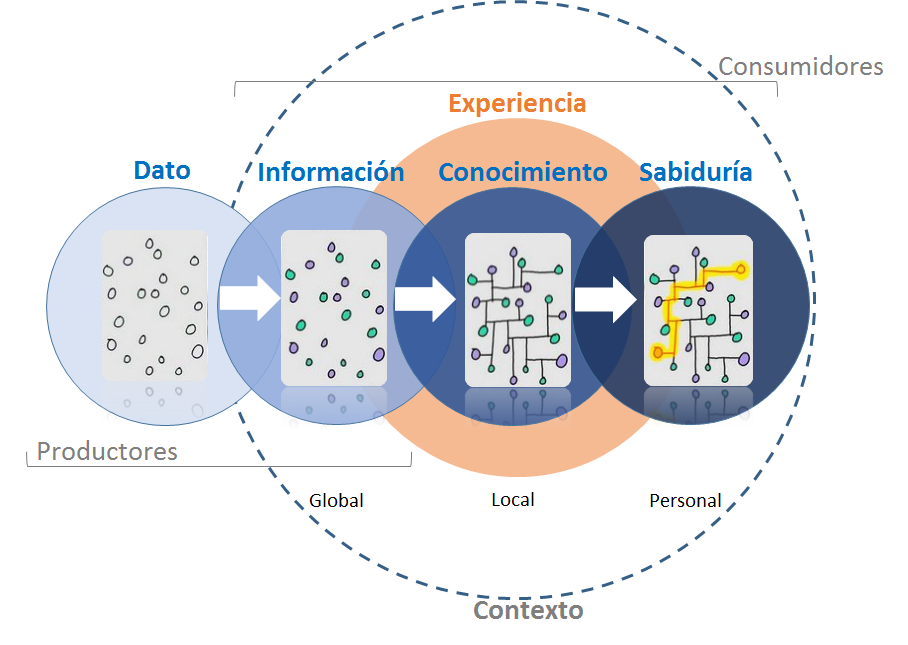 Consumidores
Experiencia
Dato
Información
Conocimiento
Sabiduría
Productores
Global
Local
Personal
Contexto